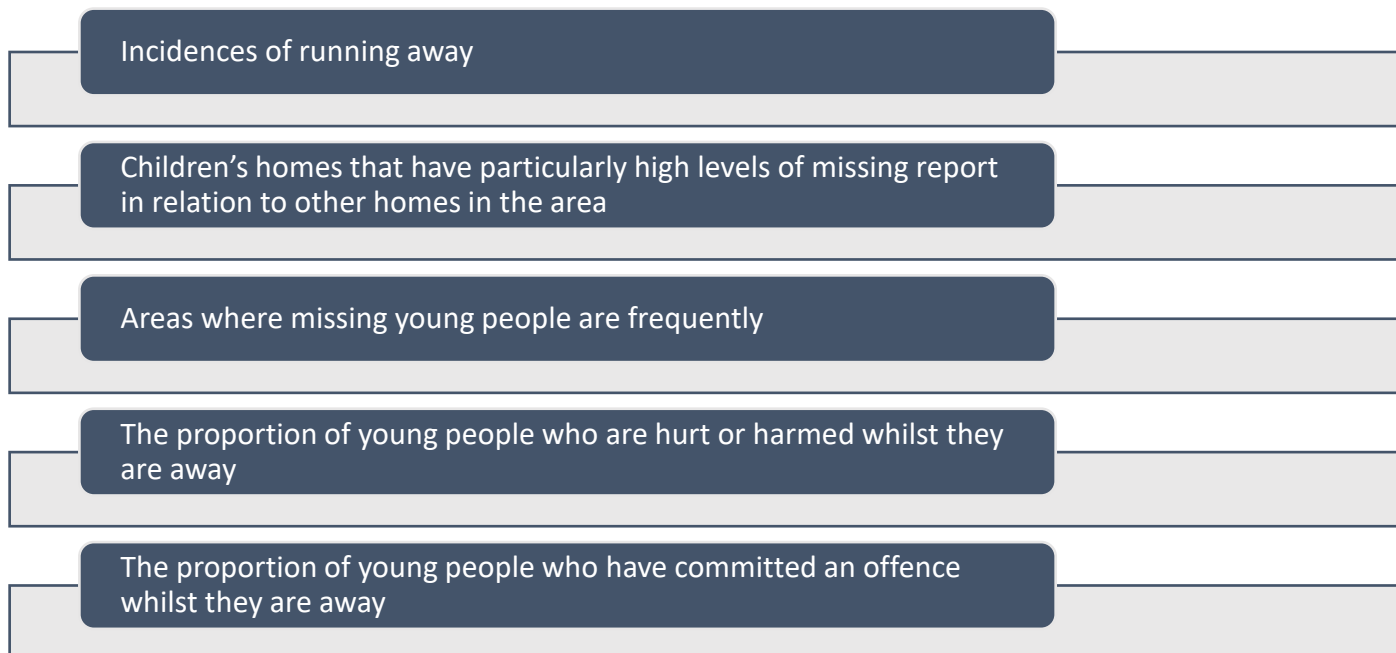 Incidences of running away
Children’s homes that have particularly high levels of missing report
in relation to other homes in the area
Areas where missing young people are frequently
The proportion of young people who are hurt or harmed whilst they
are away
The proportion of young people who have committed an offence
whilst they are away